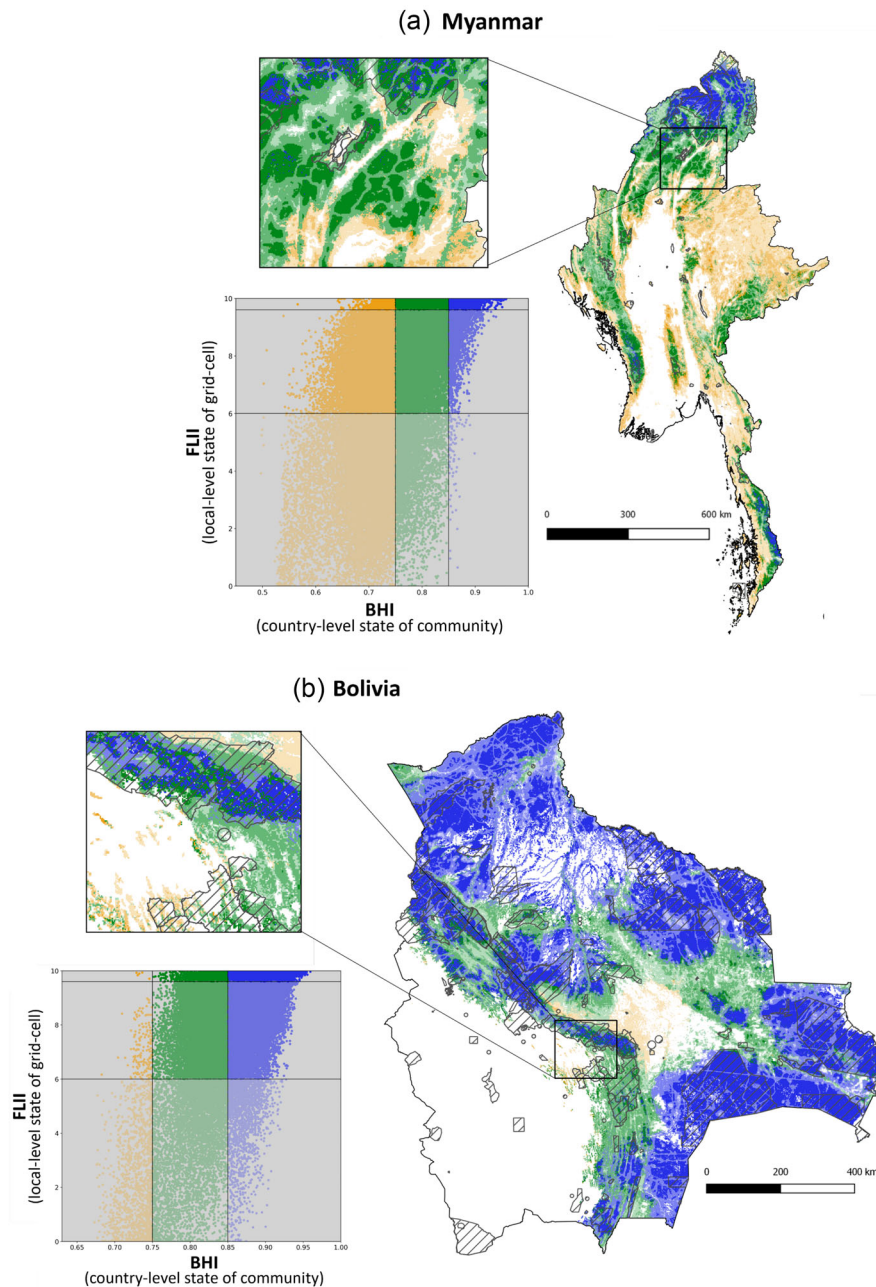 (a) Myanmar
10
8
6
4
2
0
FLII
(local-level state of grid-cell)
0.5 0.6 0.7 0.8 0.9 1.0
BHI
(country-level state of community)
0 300 600 km
(b) Bolivia
10
8
6
4
2
0
FLII
(local-level state of grid-cell)
0.65 0.70 0.75 0.80 0.85 0.90 0.95 1.00
BHI
(country-level state of community)
0 200 400 km